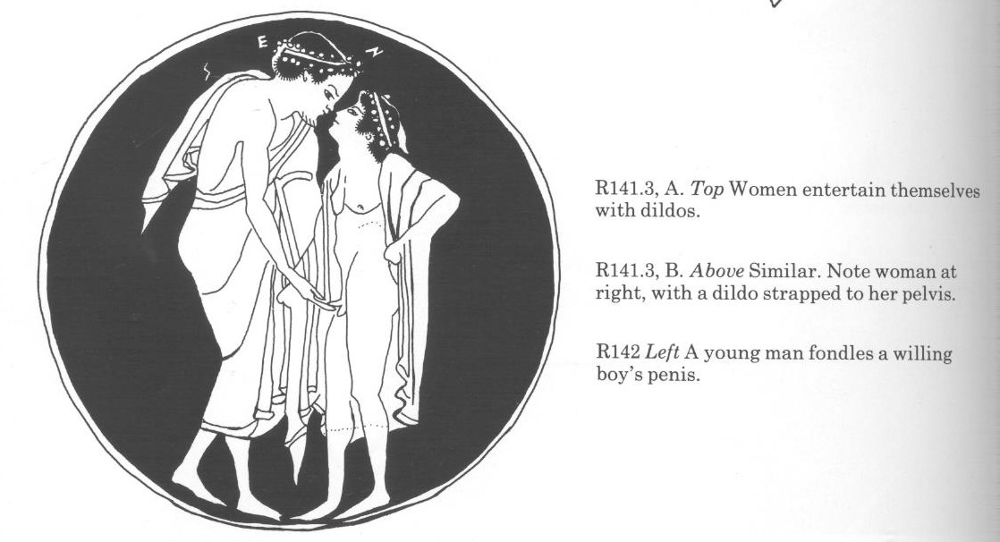 E N
R141.3, A. Top Women entertain themselves
with dildos.
R141.3, B. Above Similar. Note woman at
right, with a dildo strapped to her pelvis.
R142 Left A young man fondles a willing
boy's penis.